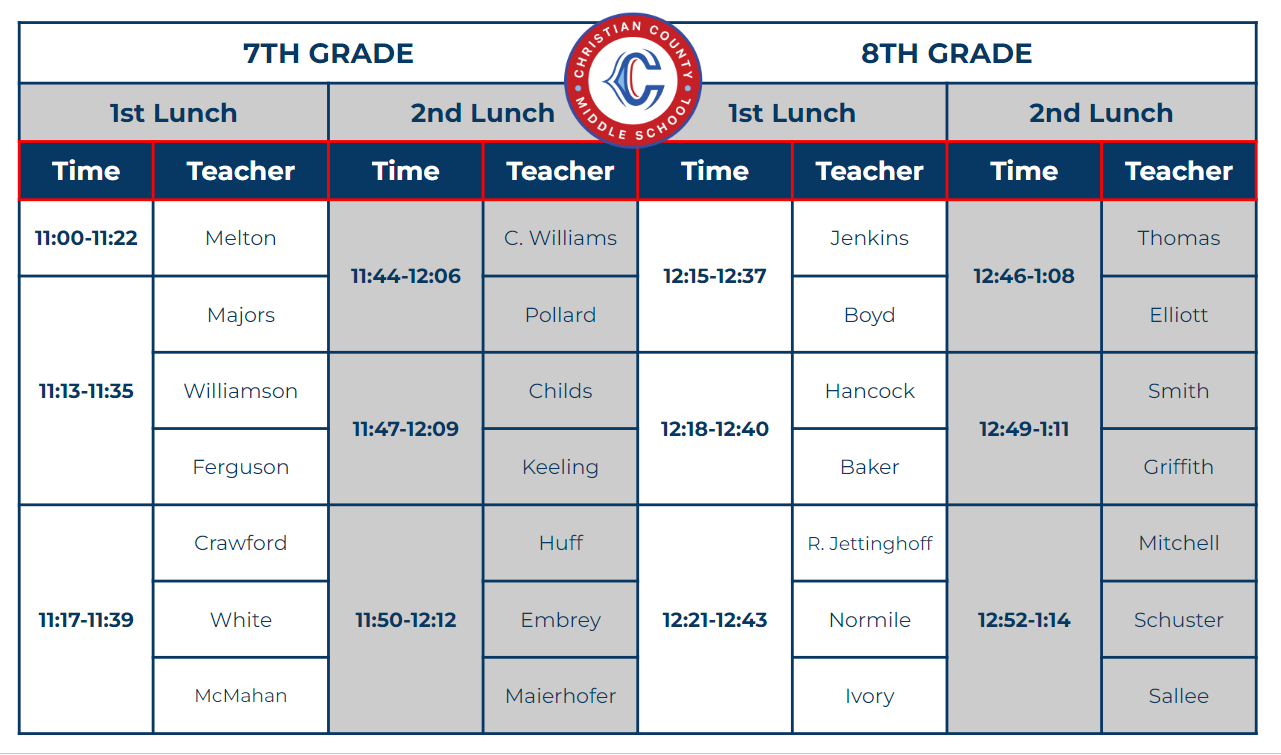 7TH GRADE
CHRISTIAN COUNTY
MIDDLE SCHOOL
C
8TH GRADE
1st Lunch 2nd Lunch 1st Lunch 2nd Lunch
Time Teacher Time Teacher Time Teacher Time Teacher
11:00-11:22 Melton C. Williams Jenkins Thomas
11:44-12:06 12:15-12:37 12:46-1:08
Majors Pollard Boyd Elliott
11:13-11:35 Williamson Childs Hancock Smith
11:47-12:09 12:18-12:40 12:49-1:11
Ferguson Keeling Baker Griffith
Crawford Huff R. Jettinghoff Mitchell
11:17-11:39 White 11:50-12:12 Embrey 12:21-12:43 Normile 12:52-1:14 Schuster
McMahan Maierhofer Ivory Sallee